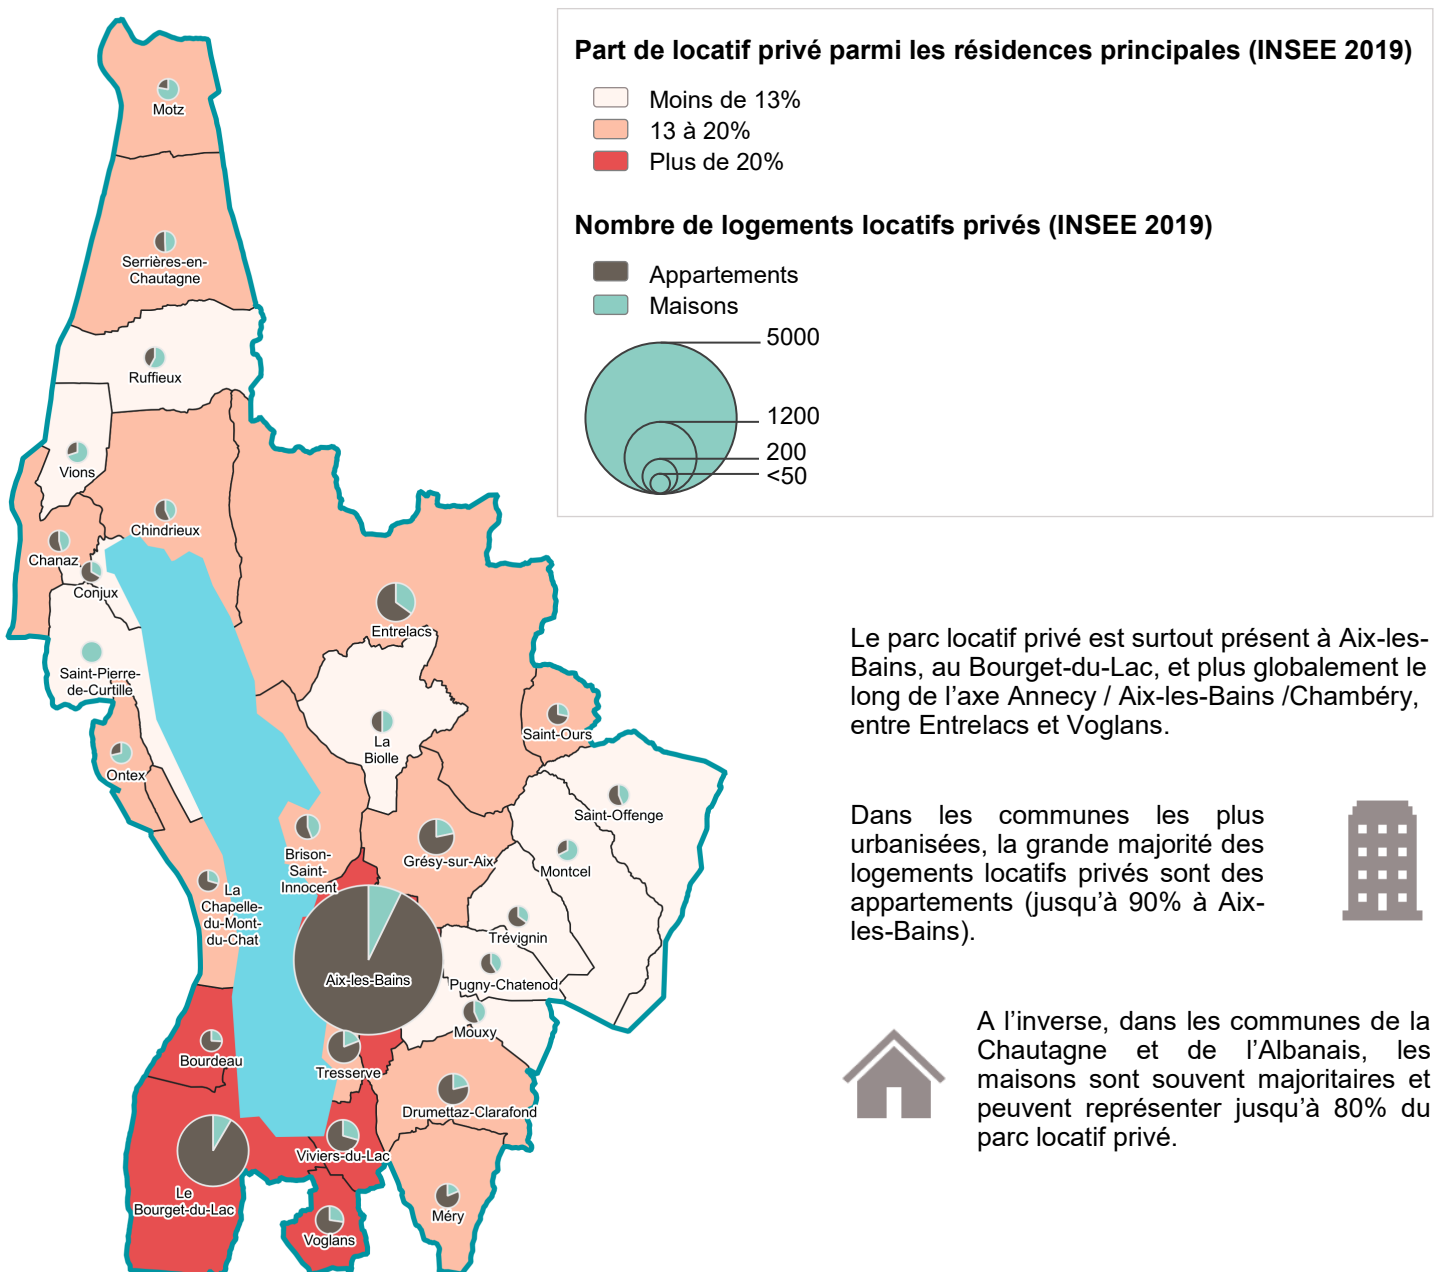 Part de locatif privé parmi les résidences principales (INSEE 2019)
Moins de 13%
13 à 20%
Plus de 20%
Nombre de logements locatifs privés (INSEE 2019)
Appartements
Maisons
5000
1200
200
<50
Motz
Serrières-en-
Chautagne
Ruffieux
Vions
Chindrieux
Chanaz
Conjux
Entrelacs
Saint-Pierre-
de-Curtille
La
Biolle
Saint-Ours
Ontex
Saint-Offenge
Brison-
Saint-
Innocent
Grésy-sur-Aix
Montcel
La
Chapelle-
du-Mont-
du-Chat
Trévignin
Aix-les-Bains
Pugny-Chatenod
Mouxy
Bourdeau
Tresserve
Drumettaz-Clarafond
Viviers-du-Lac
Le
Bourget-du-Lac
Méry
Voglans
Le parc locatif privé est surtout présent à Aix-les-
Bains, au Bourget-du-Lac, et plus globalement le
long de l’axe Annecy / Aix-les-Bains /Chambéry,
entre Entrelacs et Voglans.
Dans les communes les plus
urbanisées, la grande majorité des
logements locatifs privés sont des
appartements (jusqu’à 90% à Aix-
les-Bains).
A l’inverse, dans les communes de la
Chautagne et de l’Albanais, les
maisons sont souvent majoritaires et
peuvent représenter jusqu’à 80% du
parc locatif privé.